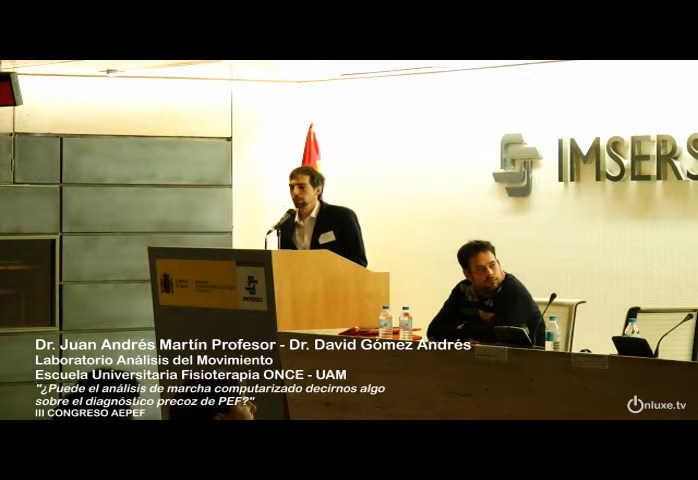 IMSERS
IMSERSO
Dr. Juan Andrés Martín Profesor - Dr. David Gómez Andrés
Laboratorio Análisis del Movimiento
Escuela Universitaria Fisioterapia ONCE - UAM
"¿Puede el análisis de marcha computarizado decirnos algo
sobre el diagnóstico precoz de PEF?"
III CONGRESO AEPEF
onluxe.tv